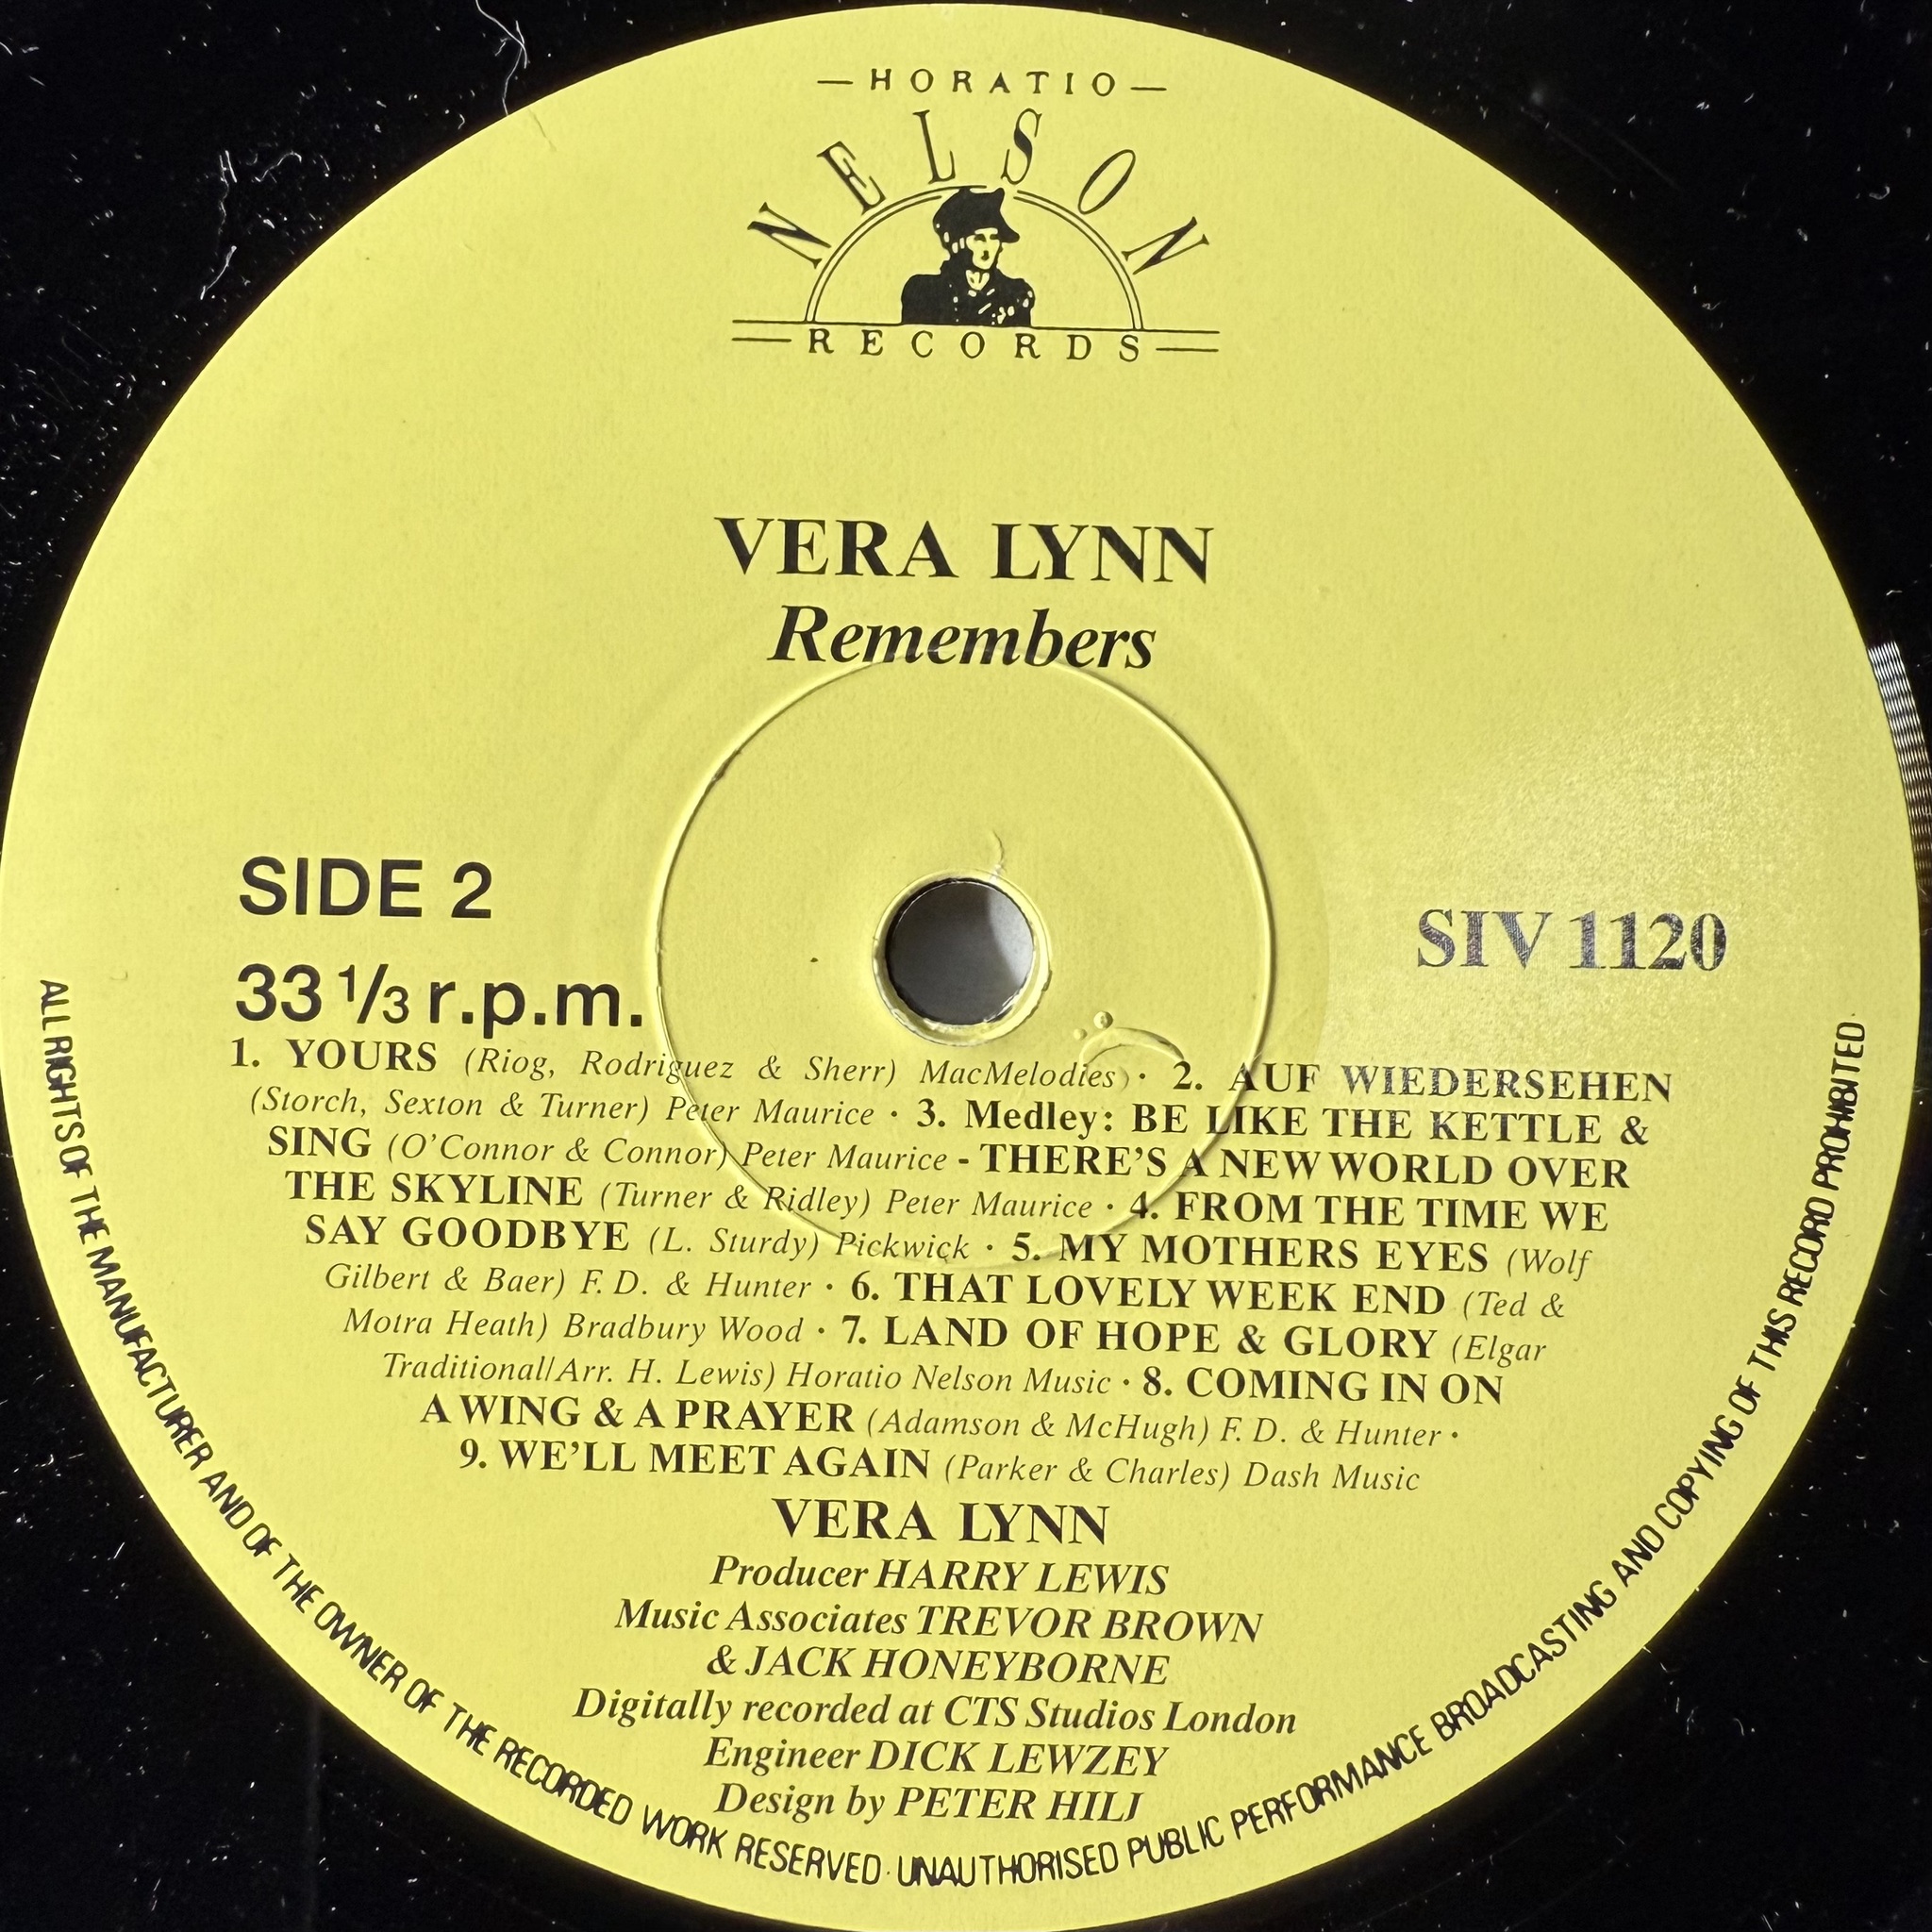 — HORATIO —
NELSON
RECORDS
VERA LYNN
Remembers
SIDE 2
SIV 1120
33 1/3 r.p.m.
1. YOURS (Riog, Rodriguez & Sherr) MacMelodies · 2. AUF WIEDERSEHEN
(Storch, Sexton & Turner) Peter Maurice · 3. Medley: BE LIKE THE KETTLE &
SING (O'Connor & Connor) Peter Maurice - THERE'S A NEW WORLD OVER
THE SKYLINE (Turner & Ridley) Peter Maurice · 4. FROM THE TIME WE
SAY GOODBYE (L. Sturdy) Pickwick · 5. MY MOTHERS EYES (Wolf
Gilbert & Baer) F. D. & Hunter · 6. THAT LOVELY WEEK END (Ted &
Motra Heath) Bradbury Wood · 7. LAND OF HOPE & GLORY (Elgar
Traditional/Arr. H. Lewis) Horatio Nelson Music · 8. COMING IN ON
A WING & A PRAYER (Adamson & McHugh) F. D. & Hunter ·
9. WE'LL MEET AGAIN (Parker & Charles) Dash Music
VERA LYNN
Producer HARRY LEWIS
Music Associates TREVOR BROWN
& JACK HONEYBORNE
Digitally recorded at CTS Studios London
Engineer DICK LEWZEY
Design by PETER HILL
ALL RIGHTS OF THE MANUFACTURER AND OF THE OWNER OF THE RECORDED WORK RESERVED · UNAUTHORISED PUBLIC PERFORMANCE BROADCASTING AND COPYING OF THIS RECORD PROHIBITED ·